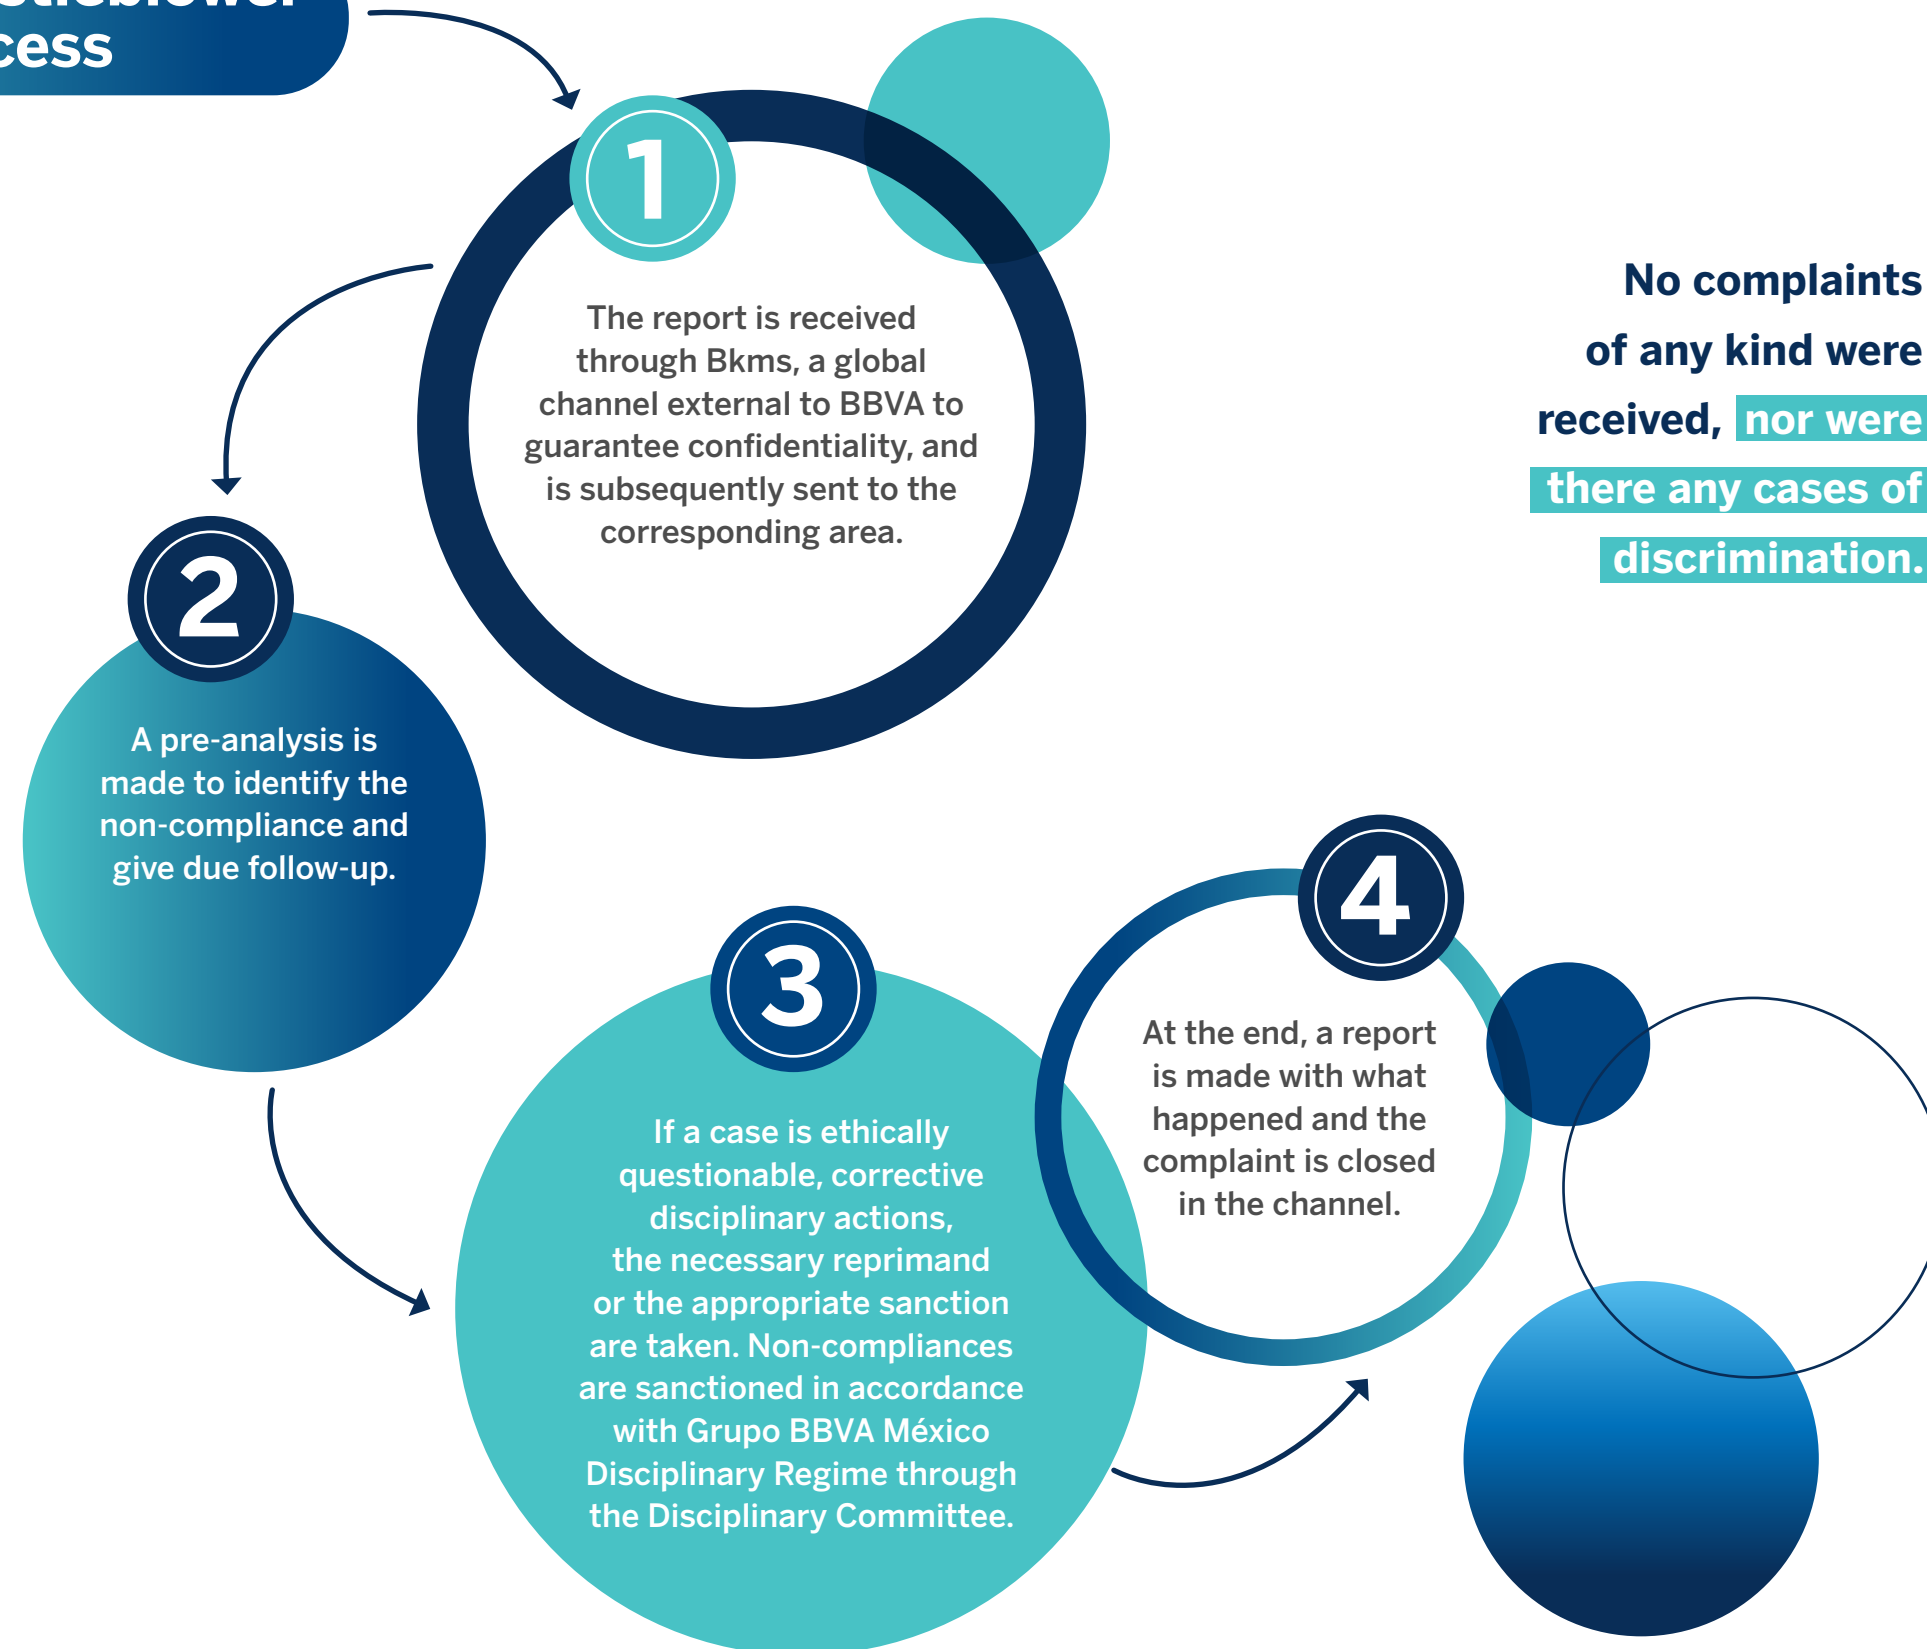 cess
1
The report is received
through Bkms, a global
channel external to BBVA to
guarantee confidentiality, and
is subsequently sent to the
corresponding area.
No complaints
of any kind were
received, nor were
there any cases of
discrimination.
2
A pre-analysis is
made to identify the
non-compliance and
give due follow-up.
3
If a case is ethically
questionable, corrective
disciplinary actions,
the necessary reprimand
or the appropriate sanction
are taken. Non-compliances
are sanctioned in accordance
with Grupo BBVA México
Disciplinary Regime through
the Disciplinary Committee.
4
At the end, a report
is made with what
happened and the
complaint is closed
in the channel.